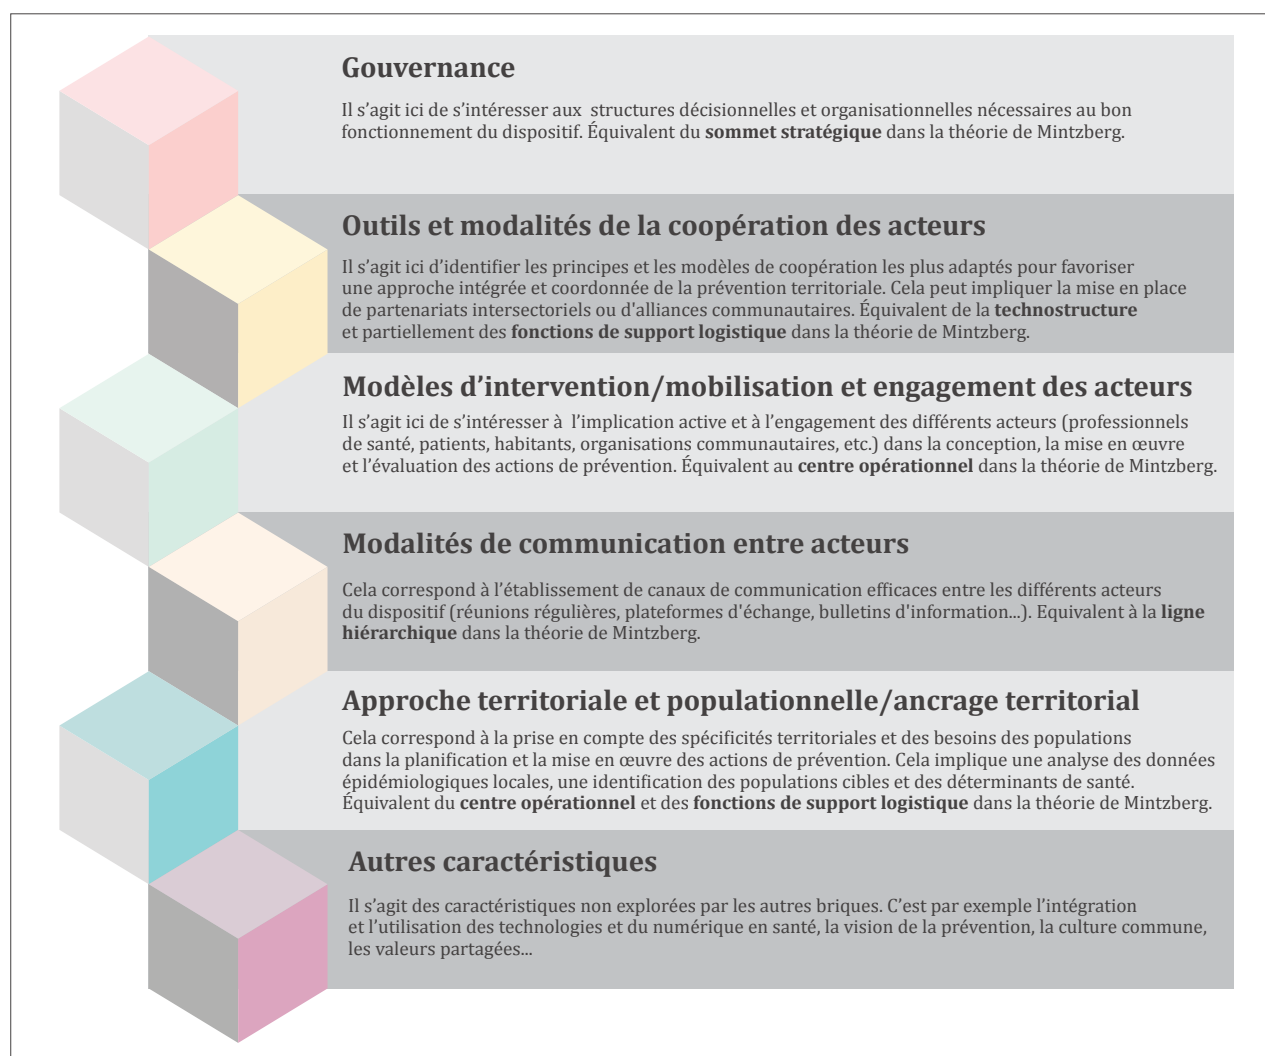 Gouvernance
Il s’agit ici de s’intéresser aux structures décisionnelles et organisationnelles nécessaires au bon
fonctionnement du dispositif. Équivalent du sommet stratégique dans la théorie de Mintzberg.
Outils et modalités de la coopération des acteurs
Il s’agit ici d’identifier les principes et les modèles de coopération les plus adaptés pour favoriser
une approche intégrée et coordonnée de la prévention territoriale. Cela peut impliquer la mise en place
de partenariats intersectoriels ou d'alliances communautaires. Équivalent de la technostructure
et partiellement des fonctions de support logistique dans la théorie de Mintzberg.
Modèles d’intervention/mobilisation et engagement des acteurs
Il s’agit ici de s’intéresser à l’implication active et à l’engagement des différents acteurs (professionnels
de santé, patients, habitants, organisations communautaires, etc.) dans la conception, la mise en œuvre
et l’évaluation des actions de prévention. Équivalent au centre opérationnel dans la théorie de Mintzberg.
Modalités de communication entre acteurs
Cela correspond à l’établissement de canaux de communication efficaces entre les différents acteurs
du dispositif (réunions régulières, plateformes d'échange, bulletins d'information...). Equivalent à la ligne
hiérarchique dans la théorie de Mintzberg.
Approche territoriale et populationnelle/ancrage territorial
Cela correspond à la prise en compte des spécificités territoriales et des besoins des populations
dans la planification et la mise en œuvre des actions de prévention. Cela implique une analyse des données
épidémiologiques locales, une identification des populations cibles et des déterminants de santé.
Équivalent du centre opérationnel et des fonctions de support logistique dans la théorie de Mintzberg.
Autres caractéristiques
Il s’agit des caractéristiques non explorées par les autres briques. C’est par exemple l’intégration
et l’utilisation des technologies et du numérique en santé, la vision de la prévention, la culture commune,
les valeurs partagées...